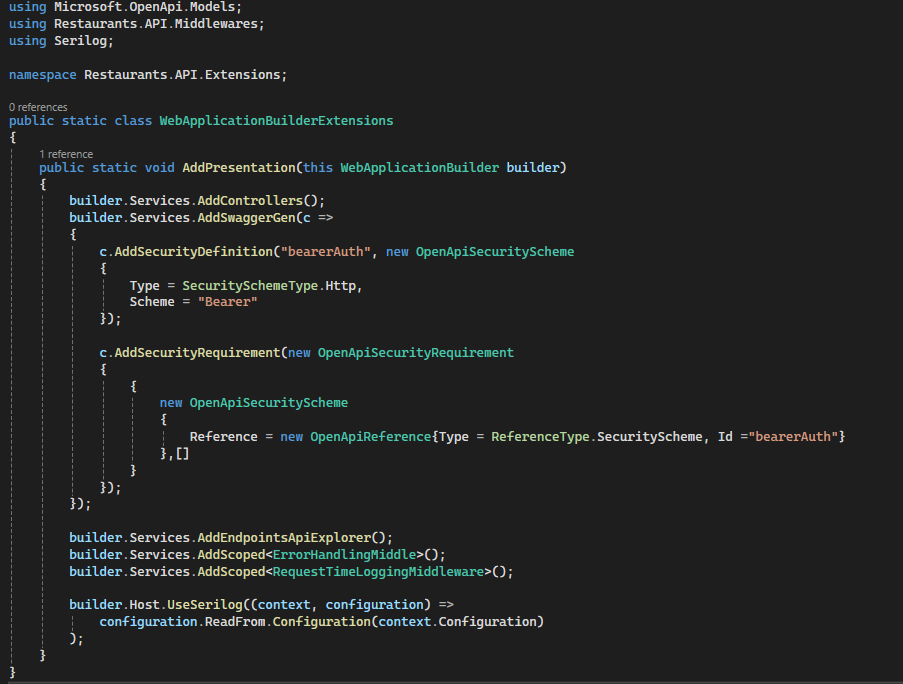 using Microsoft.OpenApi.Models;
using Restaurants.API.Middlewares;
using Serilog;
namespace Restaurants.API.Extensions;
0 references
public static class WebApplicationBuilderExtensions
{
1 reference
public static void AddPresentation(this WebApplicationBuilder builder)
{
builder.Services.AddControllers();
builder.Services.AddSwaggerGen(c =>
{
c.AddSecurityDefinition("bearerAuth", new OpenApiSecurityScheme
{
Type = SecuritySchemeType.Http,
Scheme = "Bearer"
});
c.AddSecurityRequirement(new OpenApiSecurityRequirement
{
{
new OpenApiSecurityScheme
{
Reference = new OpenApiReference{Type = ReferenceType.SecurityScheme, Id ="bearerAuth"}
},[]
}
});
});
builder.Services.AddEndpointsApiExplorer();
builder.Services.AddScoped<ErrorHandlingMiddle>();
builder.Services.AddScoped<RequestTimeLoggingMiddleware>();
builder.Host.UseSerilog((context, configuration) =>
configuration.ReadFrom.Configuration(context.Configuration)
);
}
}